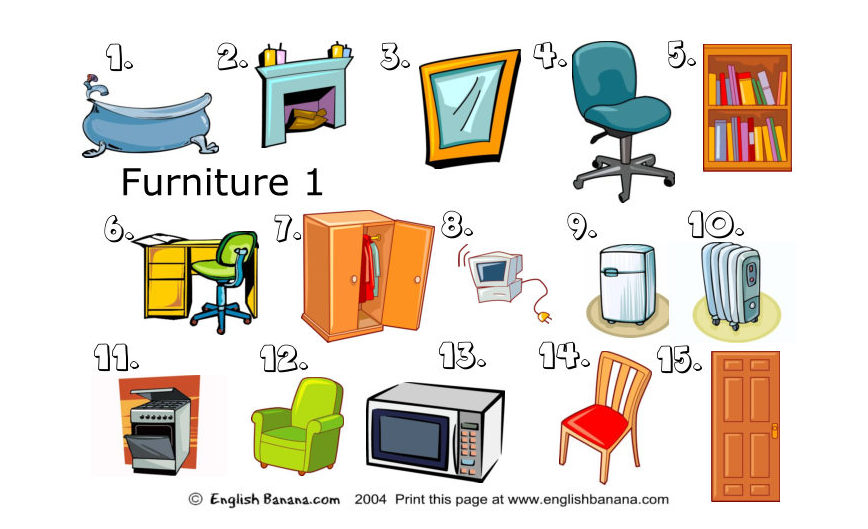 1. 2. 3. 4. 5.
Furniture 1
6. 7. 8. 9. 10.
11. 12. 13. 14. 15.
© English Banana.com 2004 Print this page at www.englishbanana.com